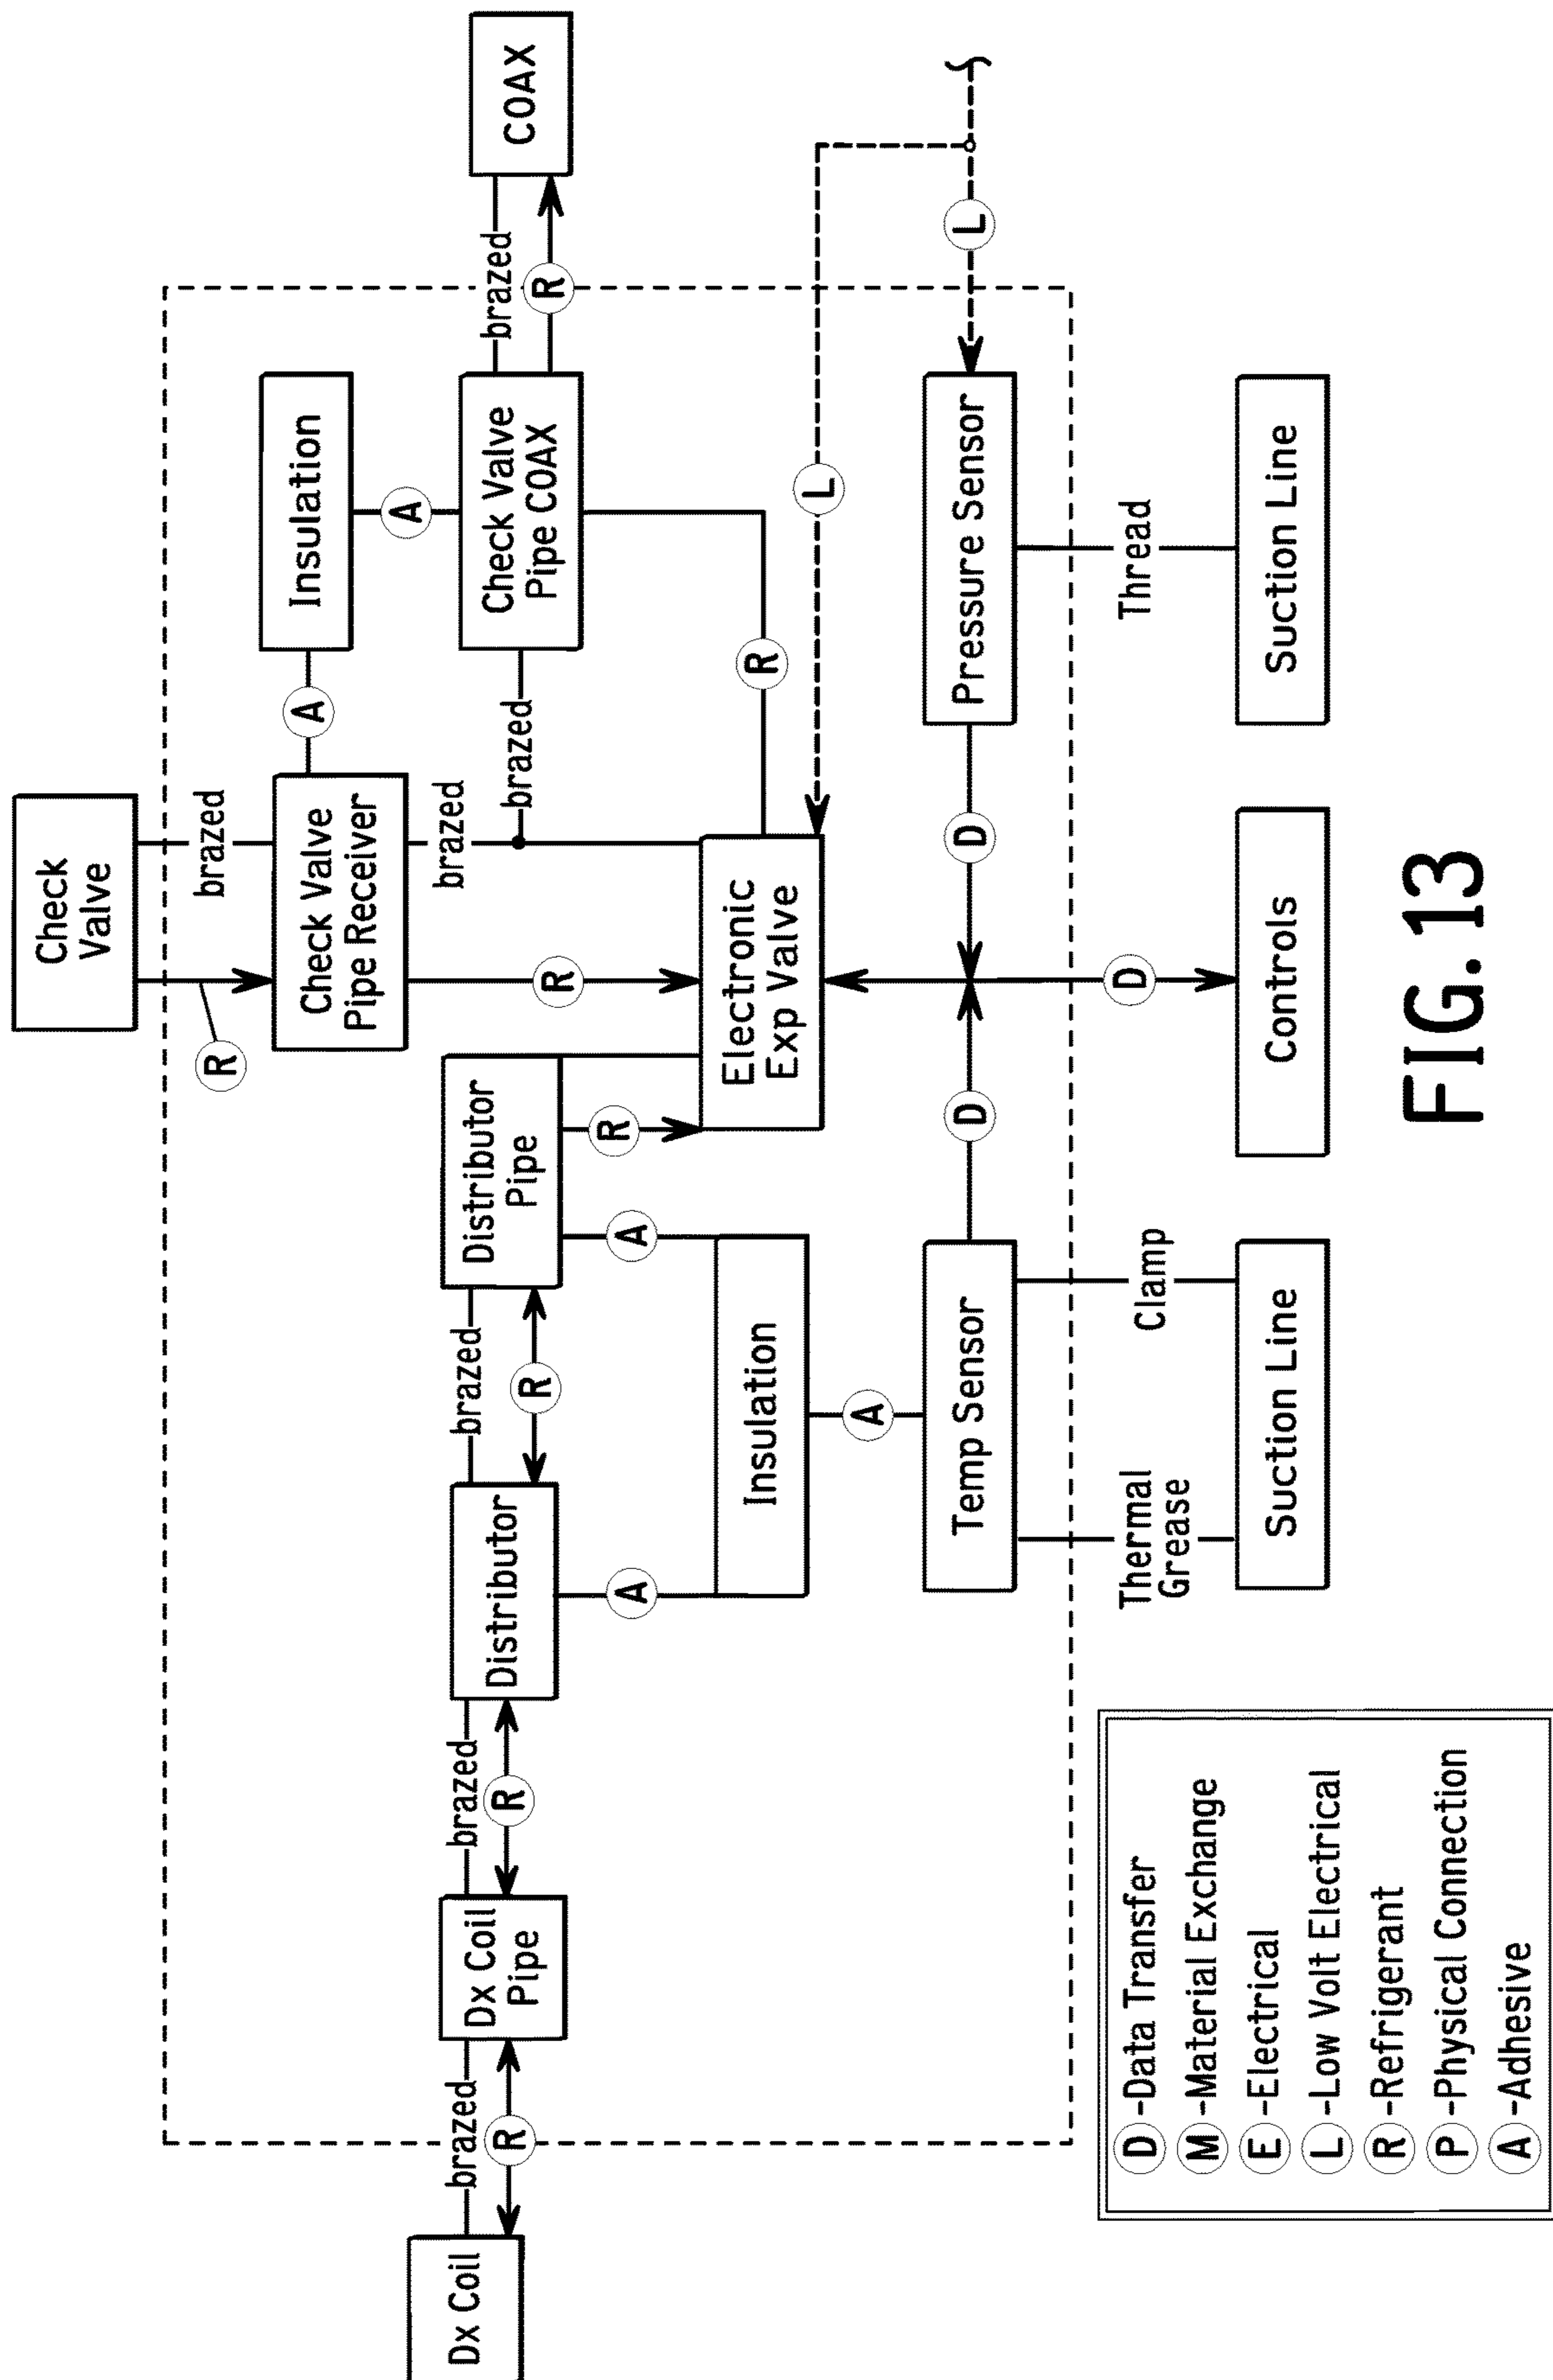 Check
Valve
R
brazed
Check Valve
Pipe Receiver
A
Insulation
A
brazed
Dx Coil
brazed
R
Dx Coil
Pipe
brazed
R
Distributor
brazed
R
Distributor
Pipe
R
brazed
Check Valve
Pipe COAX
brazed
R
COAX
A
A
R
R
Electronic
Exp Valve
Insulation
L
A
L
Temp Sensor
D
D
Pressure Sensor
Thermal
Grease
Clamp
D
Thread
Suction Line
Controls
Suction Line
D-Data Transfer
M-Material Exchange
E-Electrical
L-Low Volt Electrical
R-Refrigerant
P-Physical Connection
A-Adhesive
FIG. 13